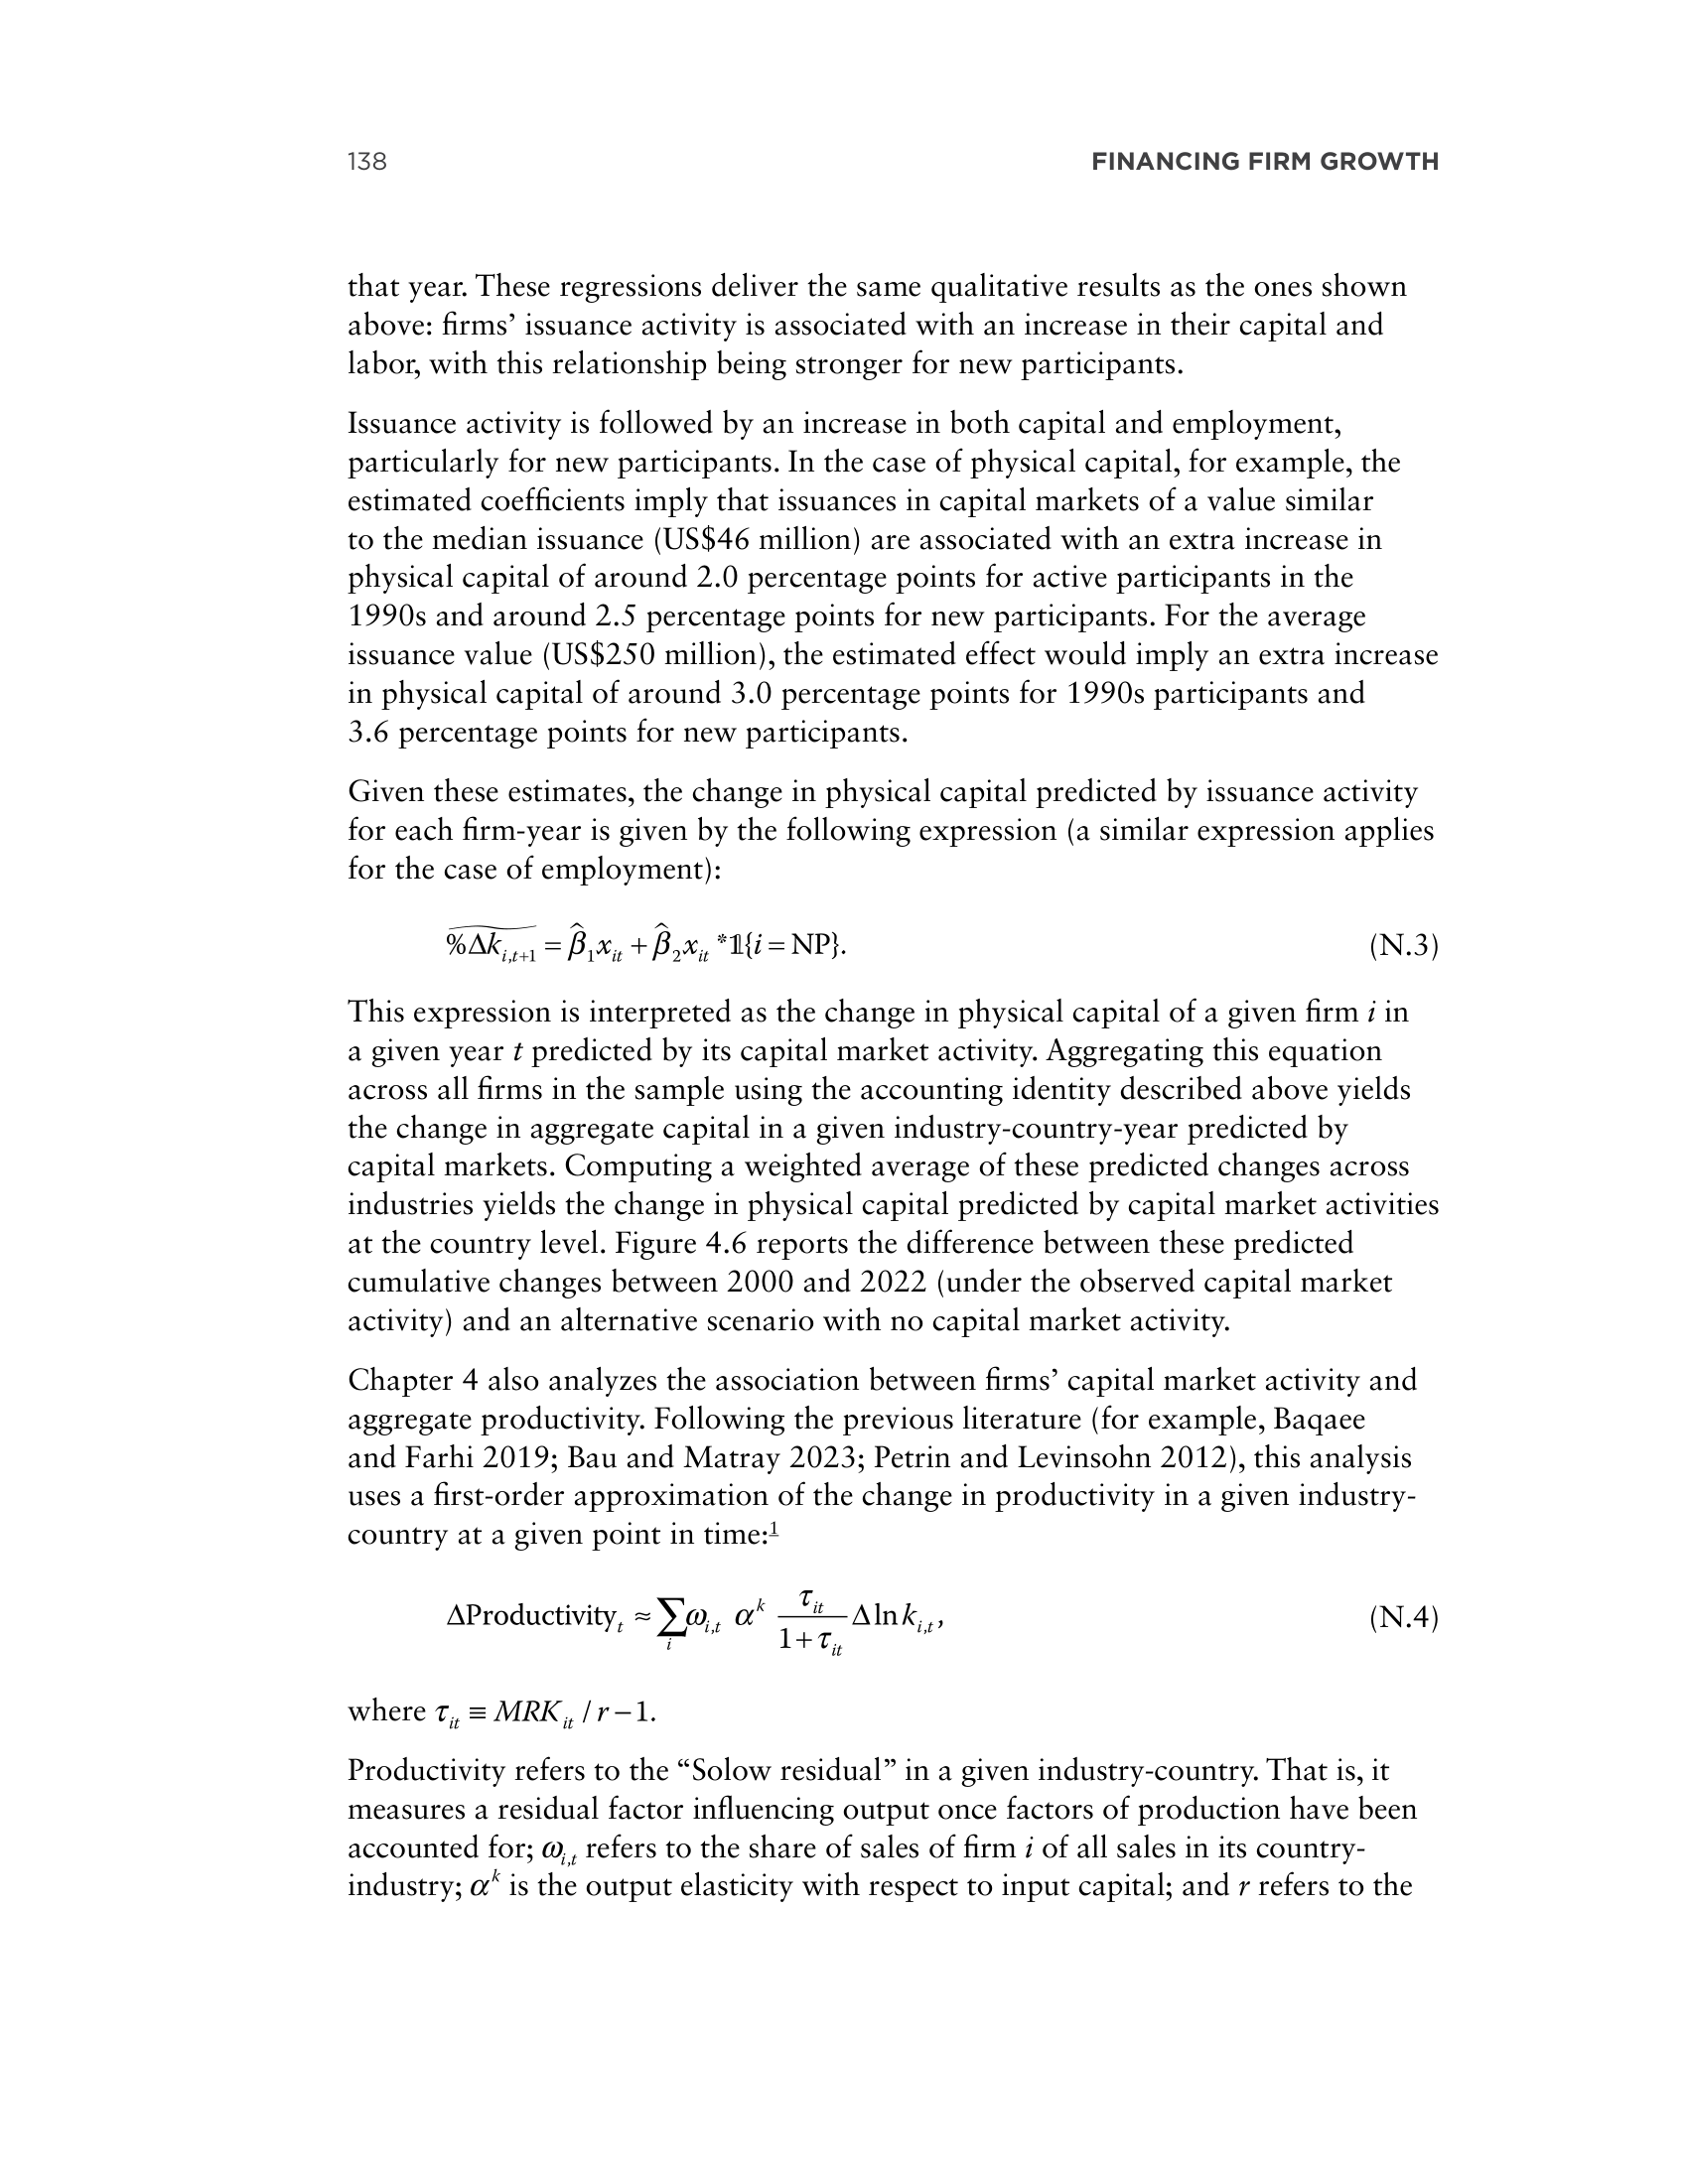 138
FINANCING FIRM GROWTH
that year. These regressions deliver the same qualitative results as the ones shown
above: firms’ issuance activity is associated with an increase in their capital and
labor, with this relationship being stronger for new participants.
Issuance activity is followed by an increase in both capital and employment,
particularly for new participants. In the case of physical capital, for example, the
estimated coefficients imply that issuances in capital markets of a value similar
to the median issuance (US$46 million) are associated with an extra increase in
physical capital of around 2.0 percentage points for active participants in the
1990s and around 2.5 percentage points for new participants. For the average
issuance value (US$250 million), the estimated effect would imply an extra increase
in physical capital of around 3.0 percentage points for 1990s participants and
3.6 percentage points for new participants.
Given these estimates, the change in physical capital predicted by issuance activity
for each firm-year is given by the following expression (a similar expression applies
for the case of employment):
$\widetilde{\%\Delta k_{i,t+1}} = \hat{\beta}_1 x_{it} + \hat{\beta}_2 x_{it} * \mathbb{1}\{i = \mathrm{NP}\}.$ (N.3)
This expression is interpreted as the change in physical capital of a given firm i in
a given year t predicted by its capital market activity. Aggregating this equation
across all firms in the sample using the accounting identity described above yields
the change in aggregate capital in a given industry-country-year predicted by
capital markets. Computing a weighted average of these predicted changes across
industries yields the change in physical capital predicted by capital market activities
at the country level. Figure 4.6 reports the difference between these predicted
cumulative changes between 2000 and 2022 (under the observed capital market
activity) and an alternative scenario with no capital market activity.
Chapter 4 also analyzes the association between firms’ capital market activity and
aggregate productivity. Following the previous literature (for example, Baqaee
and Farhi 2019; Bau and Matray 2023; Petrin and Levinsohn 2012), this analysis
uses a first-order approximation of the change in productivity in a given industry-
country at a given point in time:¹
$\Delta \mathrm{Productivity}_t \approx \sum_i \omega_{i,t}\, \alpha^k \frac{\tau_{it}}{1+\tau_{it}} \Delta \ln k_{i,t},$ (N.4)
where $\tau_{it} \equiv MRK_{it} / r - 1.$
Productivity refers to the “Solow residual” in a given industry-country. That is, it
measures a residual factor influencing output once factors of production have been
accounted for; $\omega_{i,t}$ refers to the share of sales of firm i of all sales in its country-
industry; $\alpha^k$ is the output elasticity with respect to input capital; and r refers to the